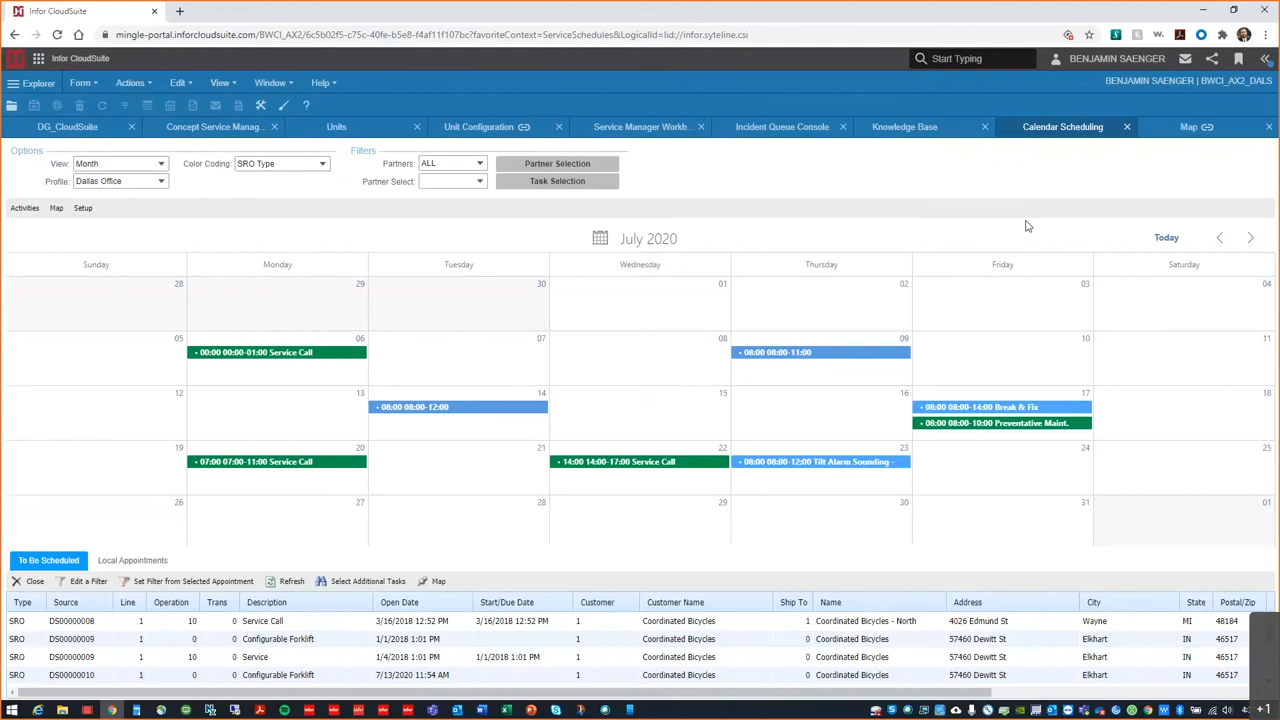 Infor CloudSuite
mingle-portal.inforcloudsuite.com/BWCI_AX2/6c5b02f5-c75c-40fe-b5e8-f4af11f107bc?favoriteContext=ServiceSchedules&LogicalId=lid://infor.syteline.csi
Infor CloudSuite
Start Typing
BENJAMIN SAENGER
Explorer Form Actions Edit View Window Help
BENJAMIN SAENGER | BWCI_AX2_DALS
DG_CloudSuite Concept Service Manag... Units Unit Configuration Service Manager Workb... Incident Queue Console Knowledge Base Calendar Scheduling Map
Options Filters
View: Month Color Coding: SRO Type Partners: ALL Partner Selection
Profile: Dallas Office Partner Select: Task Selection
Activities Map Setup
July 2020 Today
Sunday Monday Tuesday Wednesday Thursday Friday Saturday
28 29 30 01 02 03 04
05 06 07 08 09 10 11
• 00:00 00:00-01:00 Service Call • 08:00 08:00-11:00
12 13 14 15 16 17 18
• 08:00 08:00-12:00 • 08:00 08:00-14:00 Break & Fix
• 08:00 08:00-10:00 Preventative Maint.
19 20 21 22 23 24 25
• 07:00 07:00-11:00 Service Call • 14:00 14:00-17:00 Service Call • 08:00 08:00-12:00 Tilt Alarm Sounding -
26 27 28 29 30 31 01
To Be Scheduled Local Appointments
Close Edit a Filter Set Filter from Selected Appointment Refresh Select Additional Tasks Map
Type Source Line Operation Trans Description Open Date Start/Due Date Customer Customer Name Ship To Name Address City State Postal/Zip
SRO DS00000008 1 10 0 Service Call 3/16/2018 12:52 PM 3/16/2018 12:52 PM 1 Coordinated Bicycles 1 Coordinated Bicycles - North 4026 Edmund St Wayne MI 48184
SRO DS00000009 1 0 0 Configurable Forklift 1/1/2018 1:01 PM 1 Coordinated Bicycles 0 Coordinated Bicycles 57460 Dewitt St Elkhart IN 46517
SRO DS00000009 1 10 0 Service 1/4/2018 1:01 PM 1/1/2018 1:01 PM 1 Coordinated Bicycles 0 Coordinated Bicycles 57460 Dewitt St Elkhart IN 46517
SRO DS00000010 1 0 0 Configurable Forklift 7/13/2020 11:54 AM 1 Coordinated Bicycles 0 Coordinated Bicycles 57460 Dewitt St Elkhart IN 46517
+1